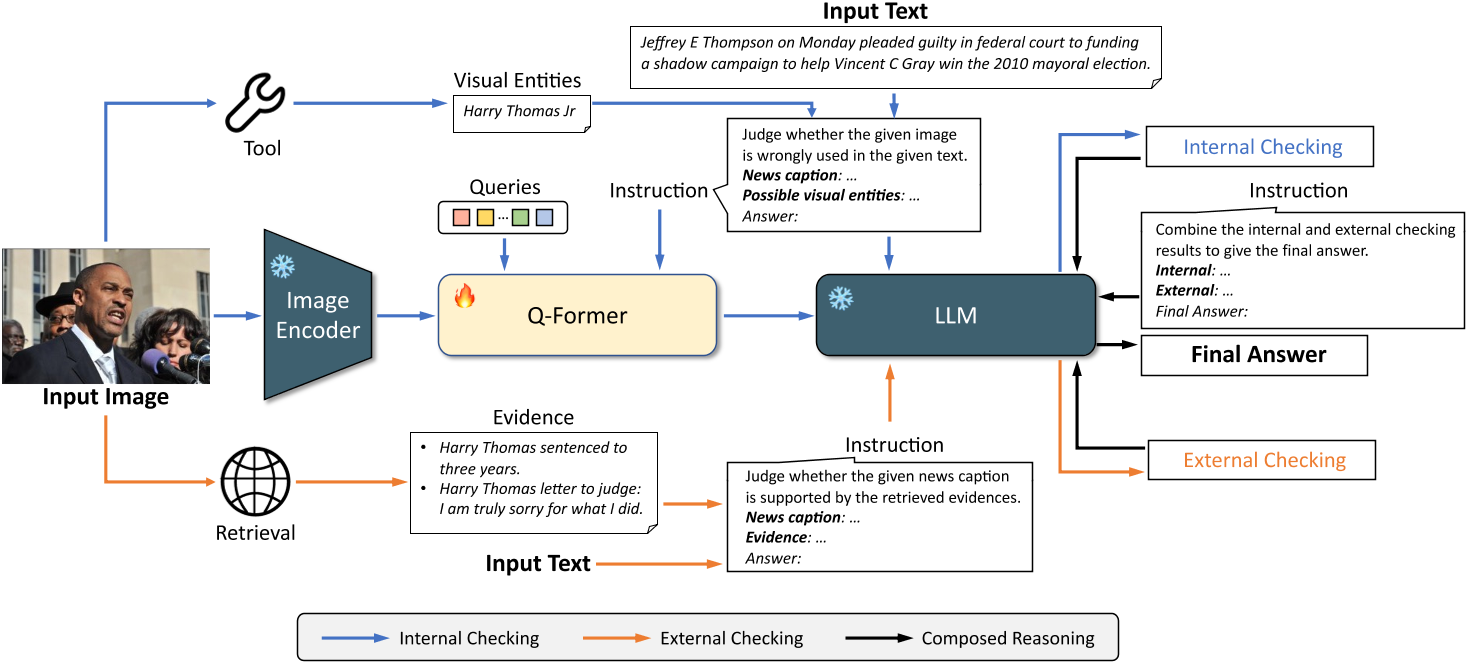 Input Text
Jeffrey E Thompson on Monday pleaded guilty in federal court to funding
a shadow campaign to help Vincent C Gray win the 2010 mayoral election.
Tool
Visual Entities
Harry Thomas Jr
Judge whether the given image
is wrongly used in the given text.
News caption: ...
Possible visual entities: ...
Answer:
Instruction
Queries
...
Internal Checking
Instruction
Combine the internal and external checking
results to give the final answer.
Internal: ...
External: ...
Final Answer:
Input Image
Image
Encoder
Q-Former
LLM
Final Answer
Retrieval
Evidence
• Harry Thomas sentenced to
three years.
• Harry Thomas letter to judge:
I am truly sorry for what I did.
Input Text
Instruction
Judge whether the given news caption
is supported by the retrieved evidences.
News caption: ...
Evidence: ...
Answer:
External Checking
Internal Checking
External Checking
Composed Reasoning